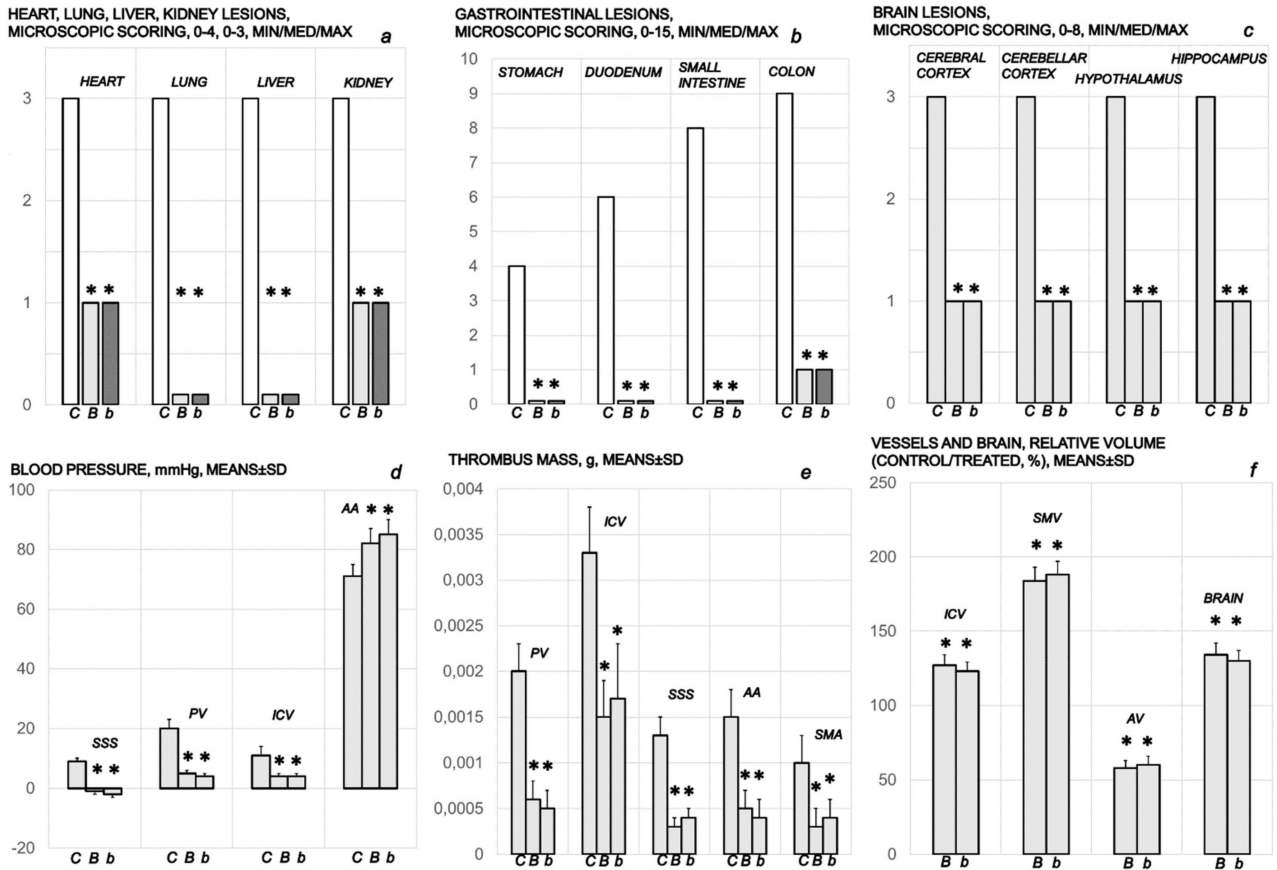 HEART, LUNG, LIVER, KIDNEY LESIONS,
MICROSCOPIC SCORING, 0-4, 0-3, MIN/MED/MAX
a
HEART
LUNG
LIVER
KIDNEY
3
2
1
0
C B b
C B b
C B b
C B b
* *
* *
* *
* *
GASTROINTESTINAL LESIONS,
MICROSCOPIC SCORING, 0-15, MIN/MED/MAX
b
STOMACH
DUODENUM
SMALL
INTESTINE
COLON
10
9
8
7
6
5
4
3
2
1
0
* *
* *
* *
* *
C B b
C B b
C B b
C B b
BRAIN LESIONS,
MICROSCOPIC SCORING, 0-8, MIN/MED/MAX
c
CEREBRAL
CORTEX
CEREBELLAR
CORTEX
HYPOTHALAMUS
HIPPOCAMPUS
3
2
1
0
* *
* *
* *
* *
C B b
C B b
C B b
C B b
BLOOD PRESSURE, mmHg, MEANS±SD
d
100
80
60
40
20
0
-20
SSS
PV
ICV
AA
* *
* *
* *
* *
C B b
C B b
C B b
C B b
THROMBUS MASS, g, MEANS±SD
e
0,004
0,0035
0,003
0,0025
0,002
0,0015
0,001
0,0005
0
PV
ICV
SSS
AA
SMA
* *
* *
* *
* *
* *
C B b
C B b
C B b
C B b
C B b
VESSELS AND BRAIN, RELATIVE VOLUME
(CONTROL/TREATED, %), MEANS±SD
f
250
200
150
100
50
0
ICV
SMV
AV
BRAIN
* *
* *
* *
* *
B b
B b
B b
B b